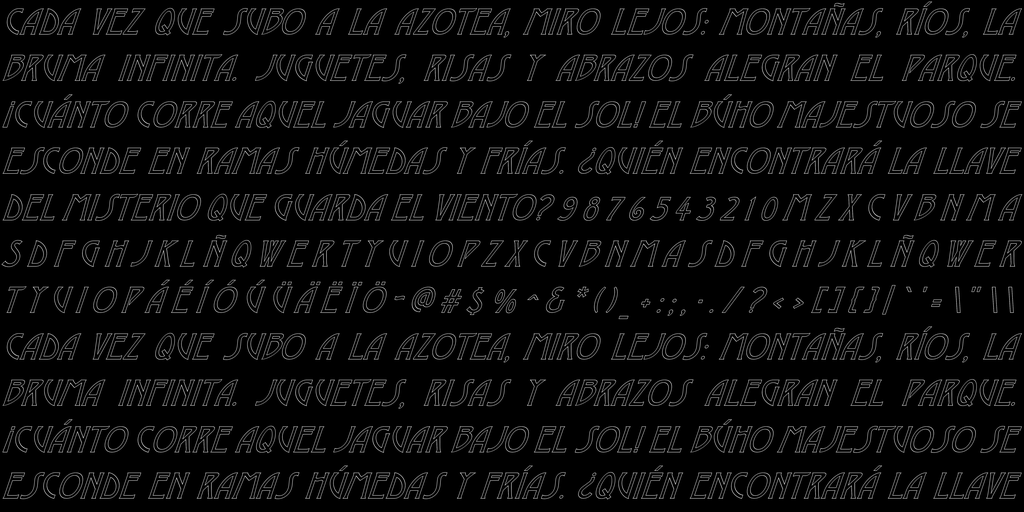 CADA VEZ QUE SUBO A LA AZOTEA, MIRO LEJOS: MONTAÑAS, RÍOS, LA
BRUMA INFINITA. JUGUETES, RISAS Y ABRAZOS ALEGRAN EL PARQUE.
¡CUÁNTO CORRE AQUEL JAGUAR BAJO EL SOL! EL BÚHO MAJESTUOSO SE
ESCONDE EN RAMAS HÚMEDAS Y FRÍAS. ¿QUIÉN ENCONTRARÁ LA LLAVE
DEL MISTERIO QUE GUARDA EL VIENTO? 9 8 7 6 5 4 3 2 1 0 M Z X C V B N M A
S D F G H J K L Ñ Q W E R T Y U I O P Z X C V B N M A S D F G H J K L Ñ Q W E R
T Y U I O P Á É Í Ó Ú Ü Ä Ë Ï Ö - @ # $ % ^ & * ( ) _ + : ; , · . / ? < > [ ] { } | ` ' = \ " \ \
CADA VEZ QUE SUBO A LA AZOTEA, MIRO LEJOS: MONTAÑAS, RÍOS, LA
BRUMA INFINITA. JUGUETES, RISAS Y ABRAZOS ALEGRAN EL PARQUE.
¡CUÁNTO CORRE AQUEL JAGUAR BAJO EL SOL! EL BÚHO MAJESTUOSO SE
ESCONDE EN RAMAS HÚMEDAS Y FRÍAS. ¿QUIÉN ENCONTRARÁ LA LLAVE